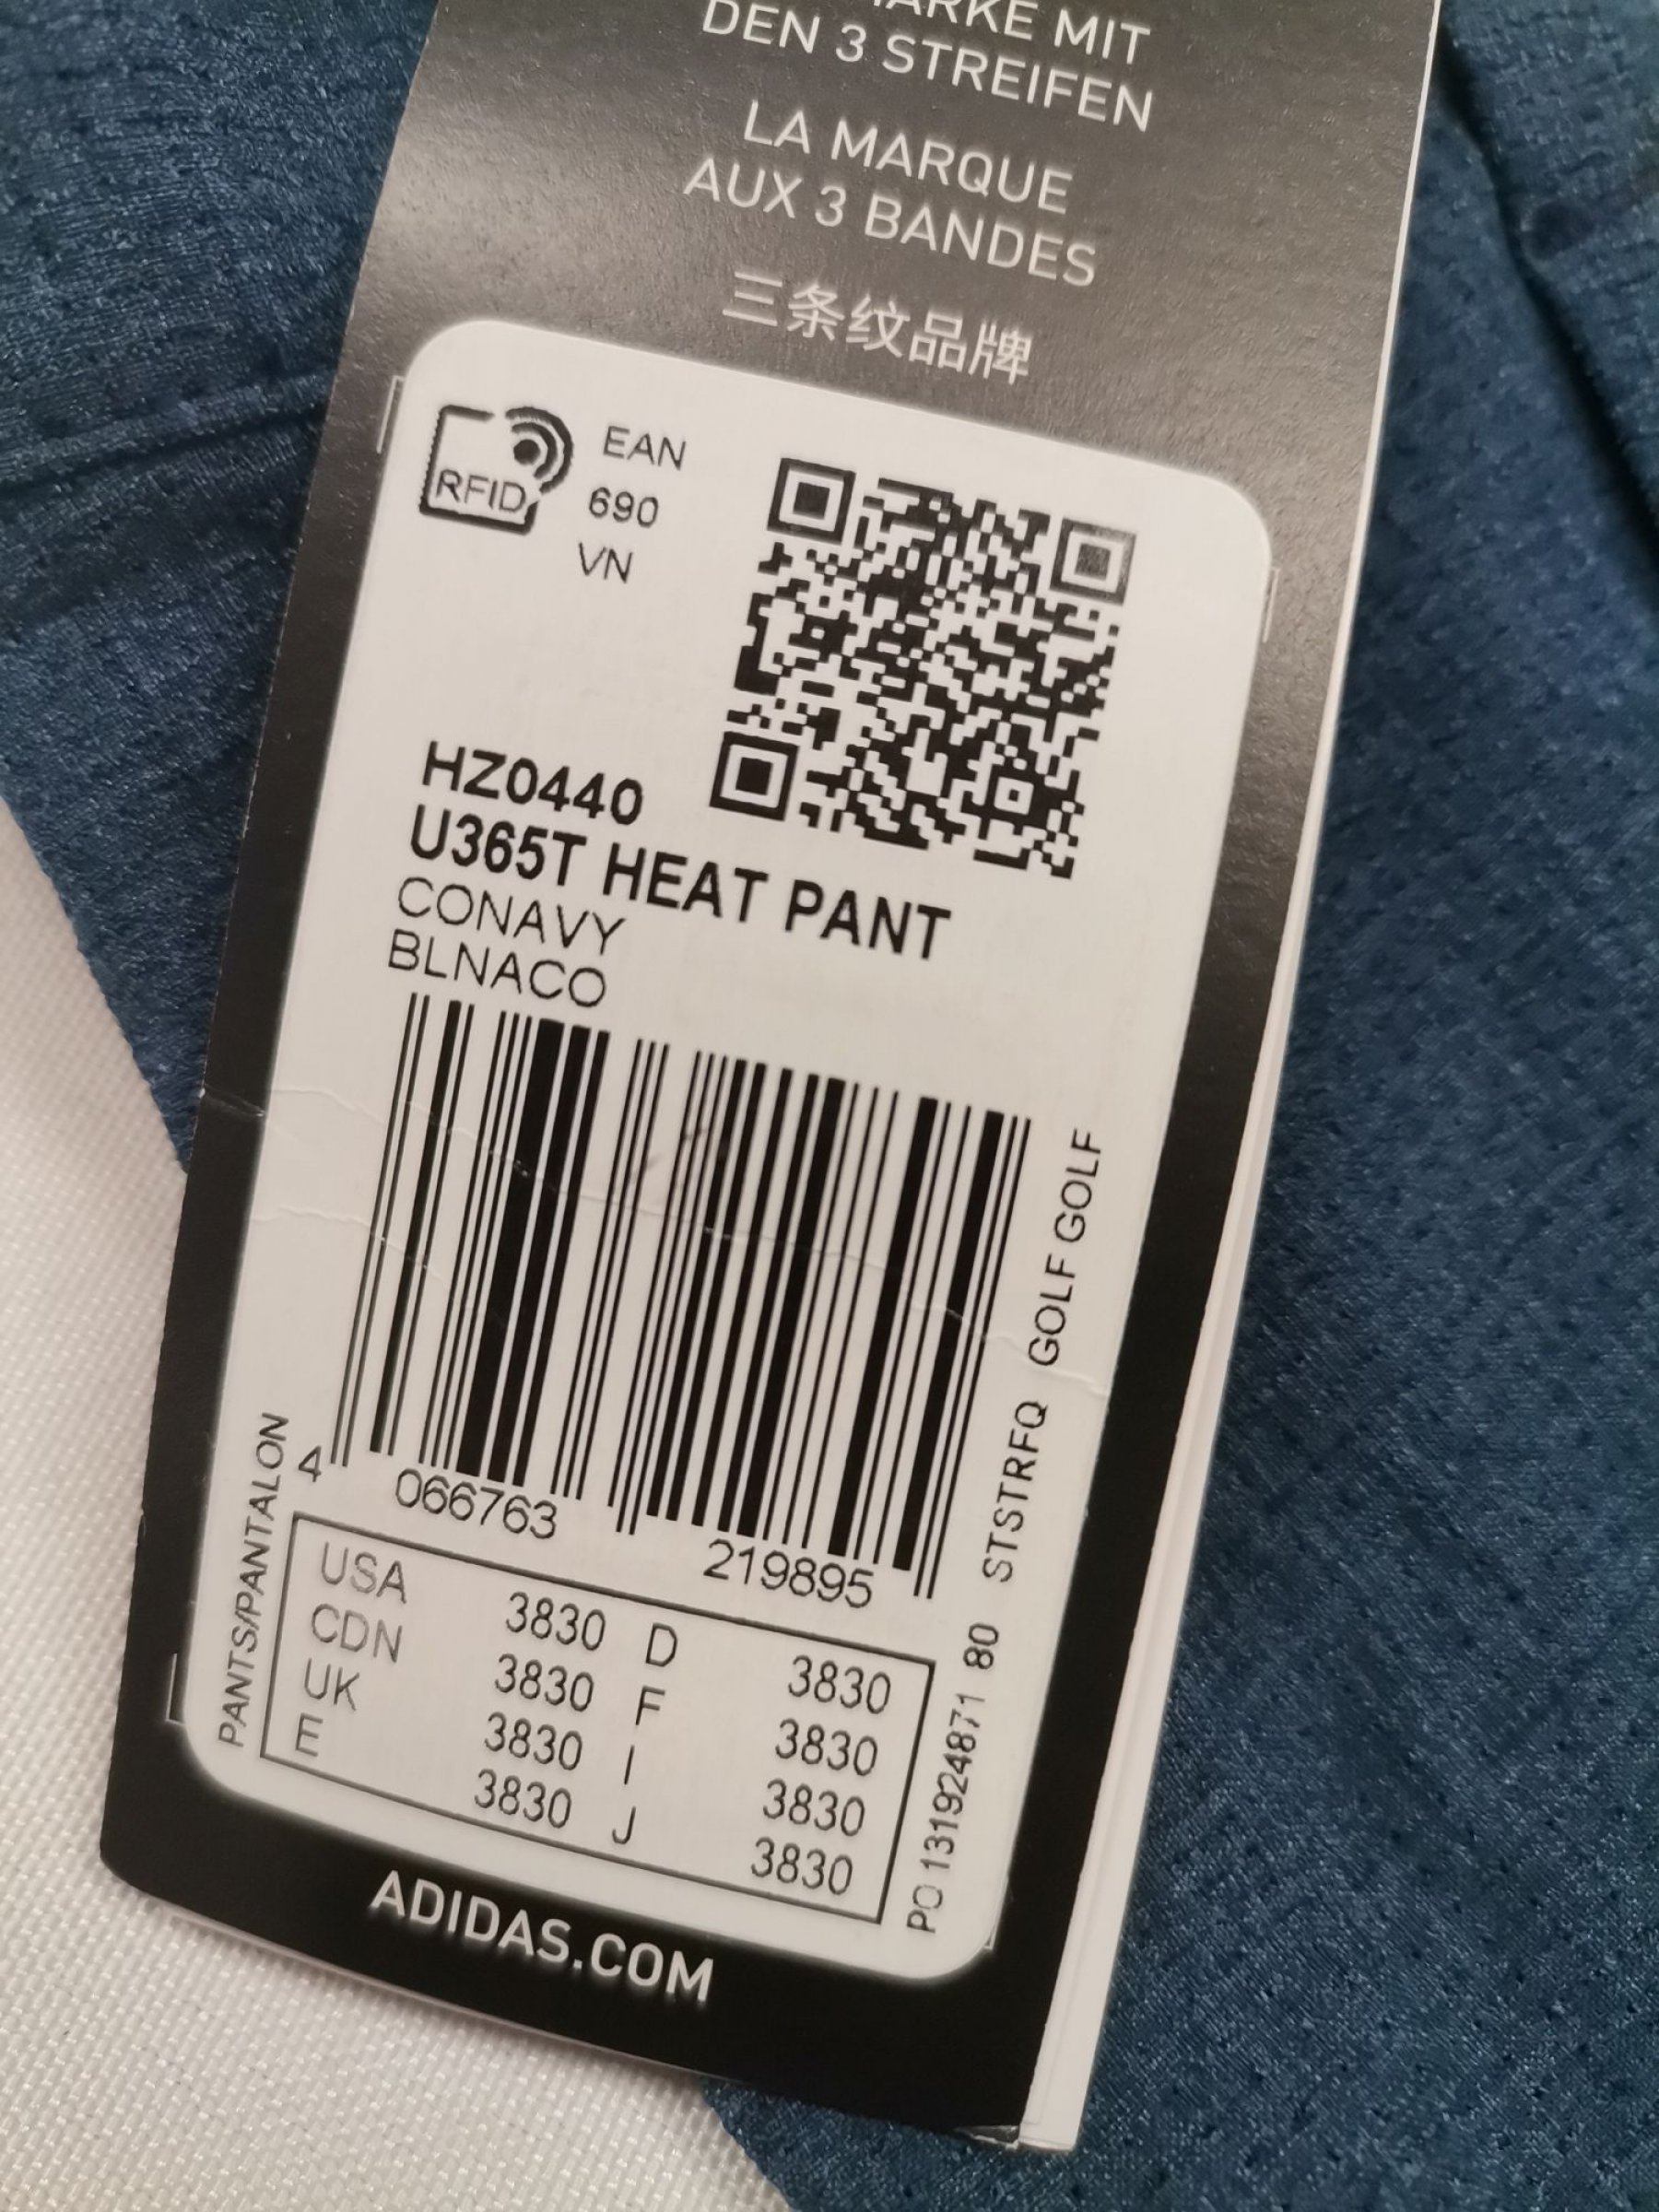 MARKE MIT
DEN 3 STREIFEN
LA MARQUE
AUX 3 BANDES
三条纹品牌
RFID
EAN
690
VN
HZ0440
U365T HEAT PANT
CONAVY
BLNACO
4 066763 219895
PANTS/PANTALON
USA 3830 D 3830
CDN 3830 F 3830
UK 3830 I 3830
E 3830 J 3830
PO 131924871 80 STSTRFQ GOLF GOLF
ADIDAS.COM